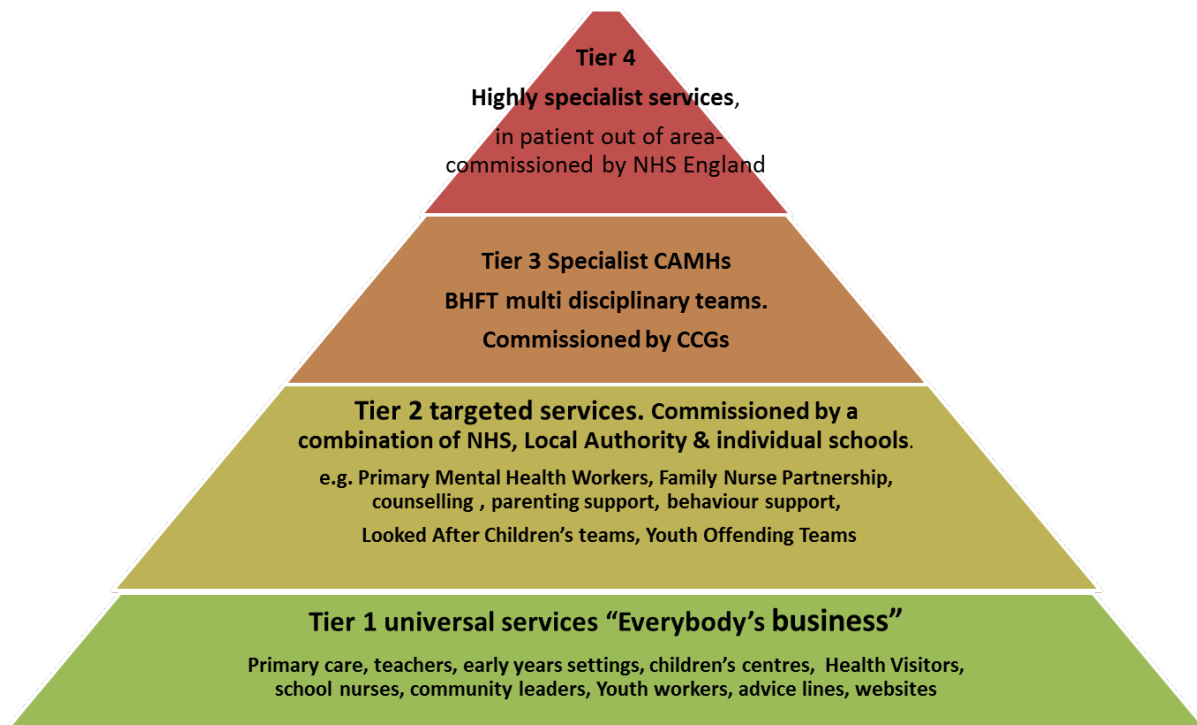 Tier 4
Highly specialist services,
in patient out of area-
commissioned by NHS England
Tier 3 Specialist CAMHs
BHFT multi disciplinary teams.
Commissioned by CCGs
Tier 2 targeted services. Commissioned by a
combination of NHS, Local Authority & individual schools.
e.g. Primary Mental Health Workers, Family Nurse Partnership,
counselling , parenting support, behaviour support,
Looked After Children’s teams, Youth Offending Teams
Tier 1 universal services “Everybody’s business”
Primary care, teachers, early years settings, children’s centres, Health Visitors,
school nurses, community leaders, Youth workers, advice lines, websites